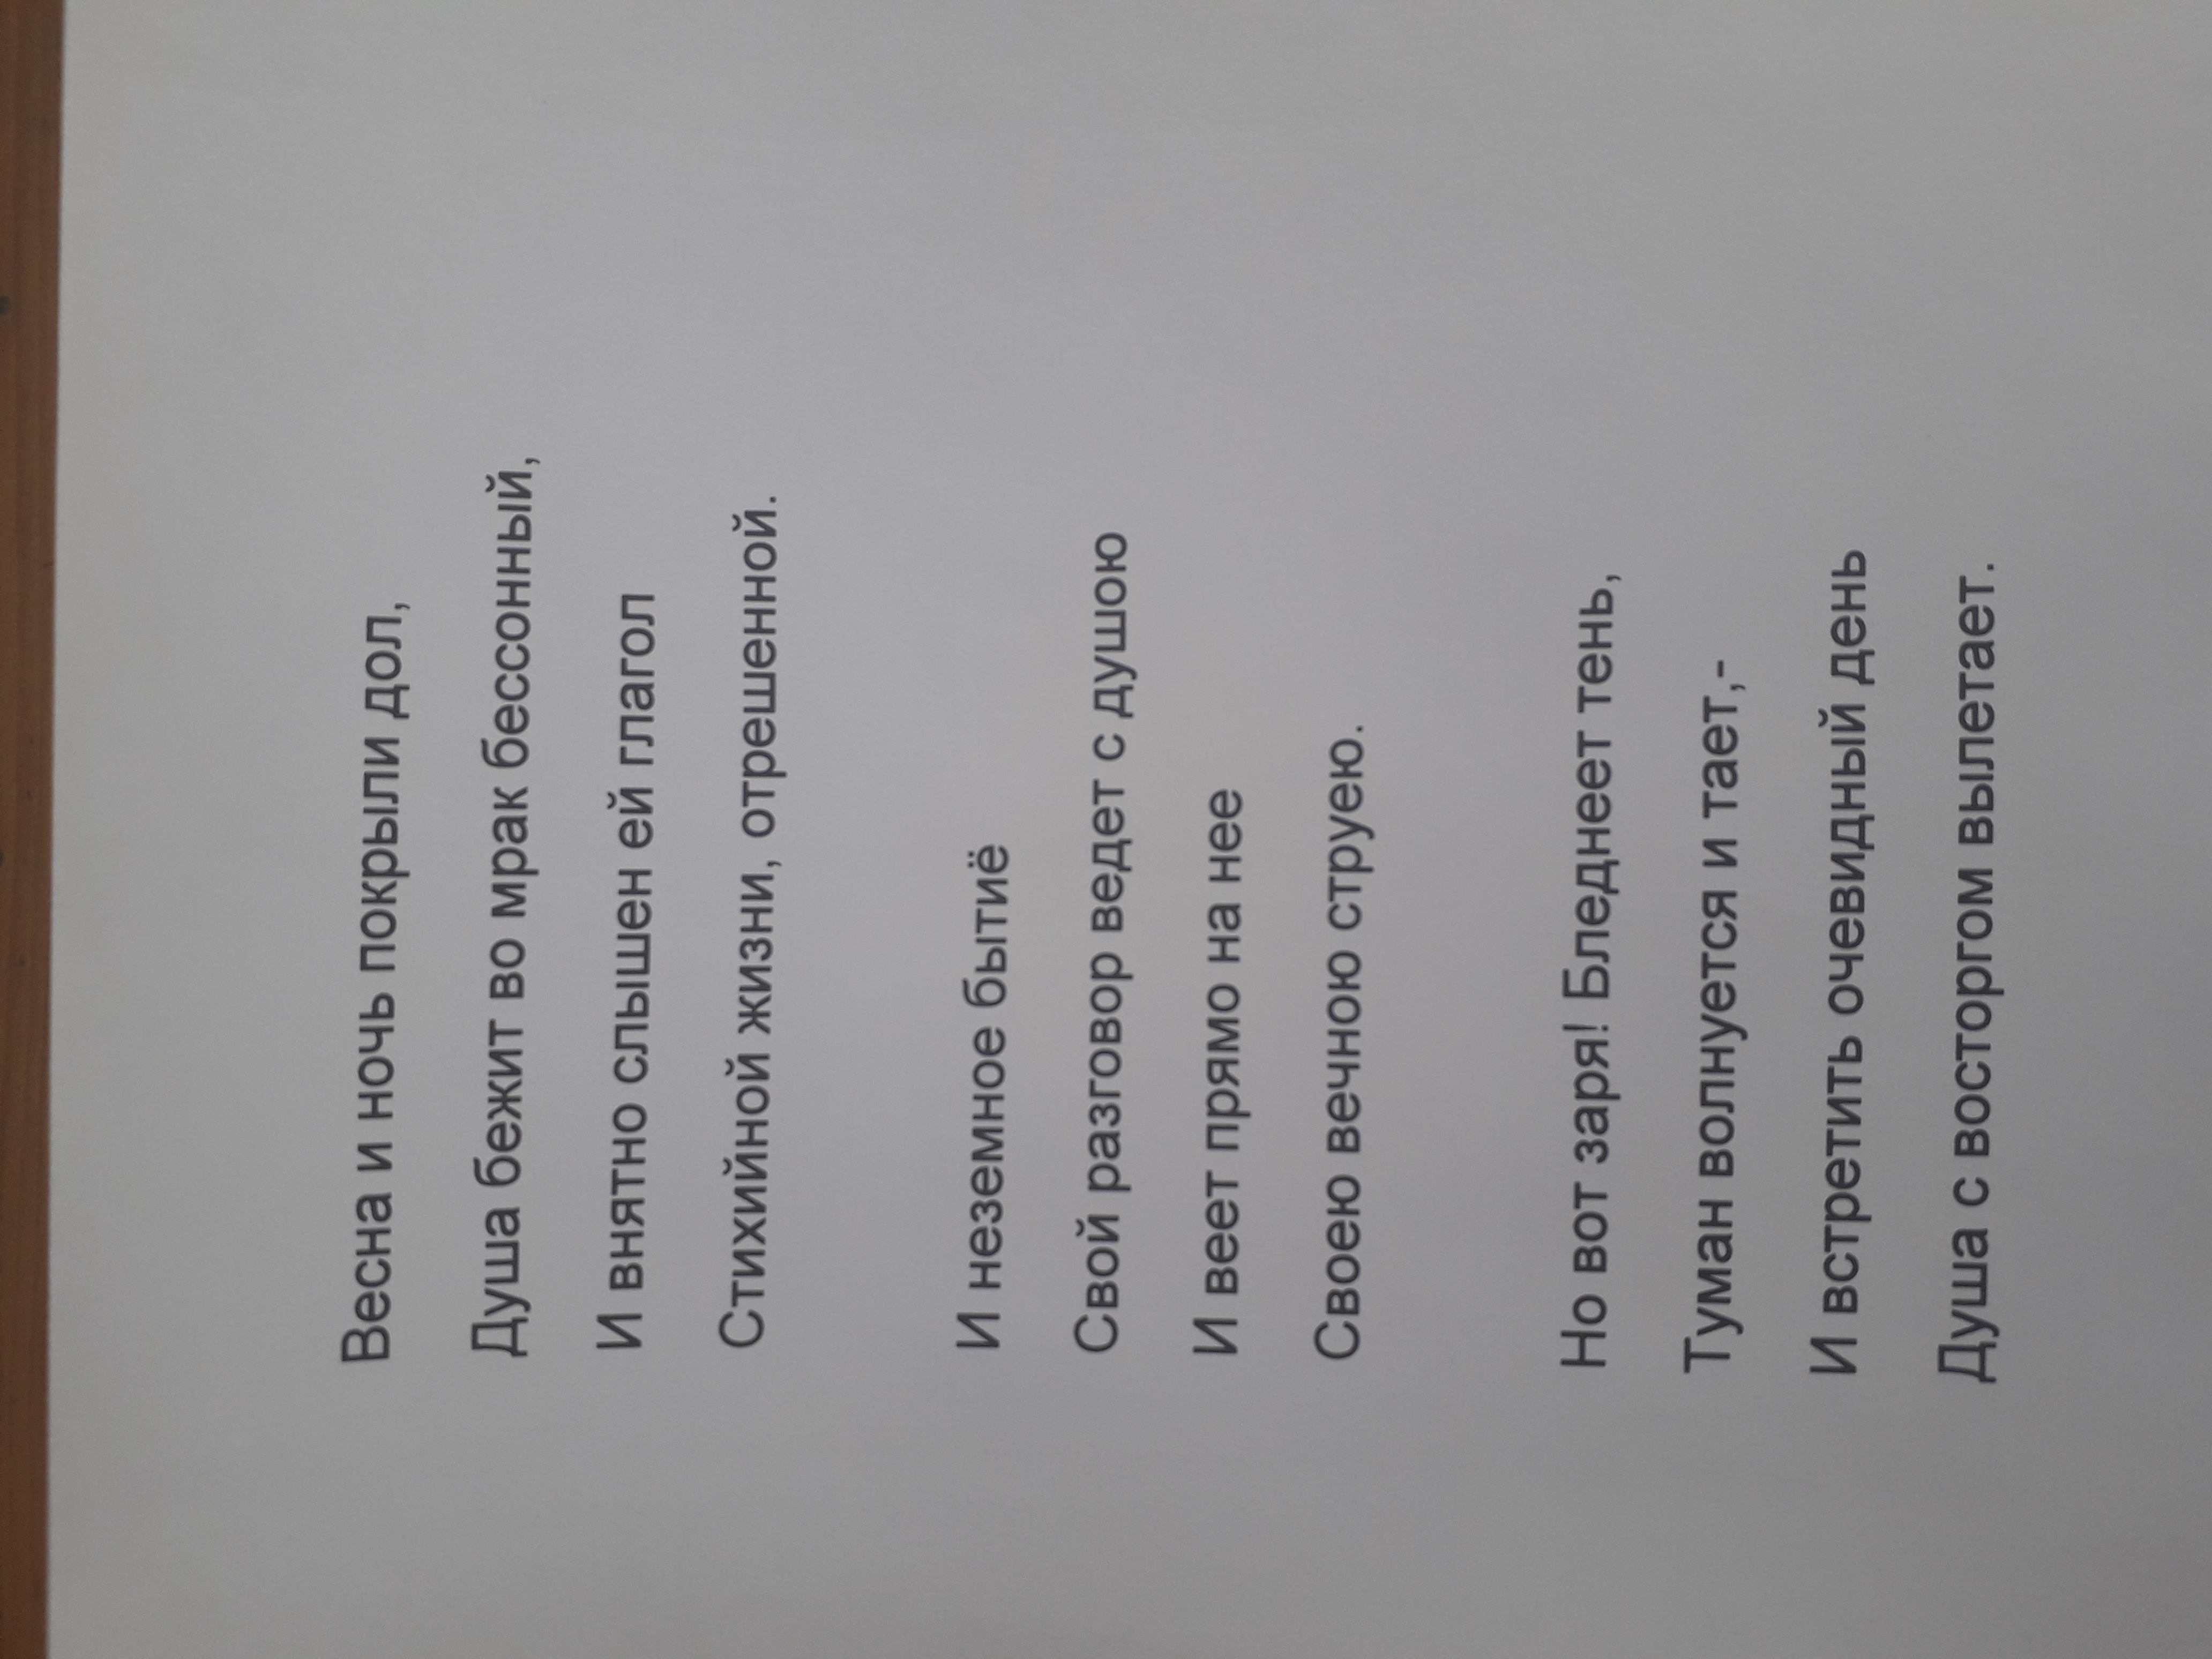 Весна и ночь покрыли дол,
Душа бежит во мрак бессонный,
И внятно слышен ей глагол
Стихийной жизни, отрешенной.
И неземное бытиё
Свой разговор ведет с душою
И веет прямо на нее
Своею вечною струею.
Но вот заря! Бледнеет тень,
Туман волнуется и тает,-
И встретить очевидный день
Душа с восторгом вылетает.